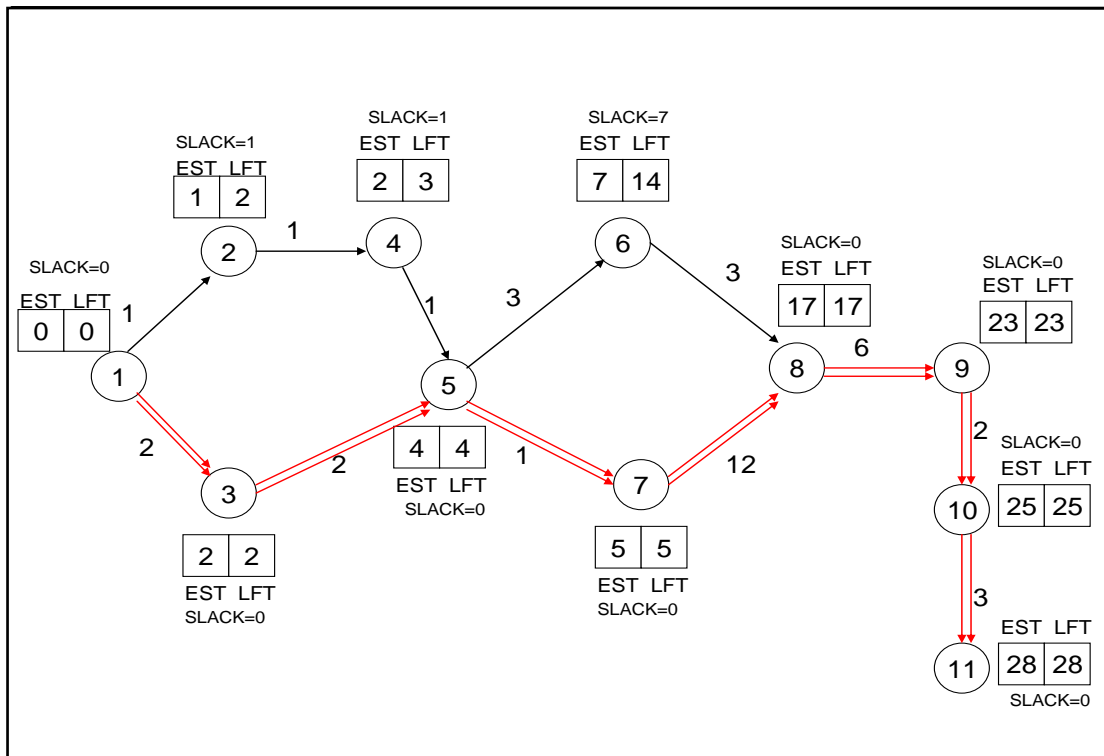 SLACK=1
EST LFT
2 3
SLACK=7
EST LFT
7 14
SLACK=1
EST LFT
1 2
SLACK=0
EST LFT
0 0
SLACK=0
EST LFT
17 17
SLACK=0
EST LFT
23 23
1
2
4
6
1
1
3
3
6
1
5
8
9
2
2
1
12
2
3
7
10
4 4
EST LFT
SLACK=0
SLACK=0
EST LFT
25 25
2 2
EST LFT
SLACK=0
5 5
EST LFT
SLACK=0
3
11
EST LFT
28 28
SLACK=0